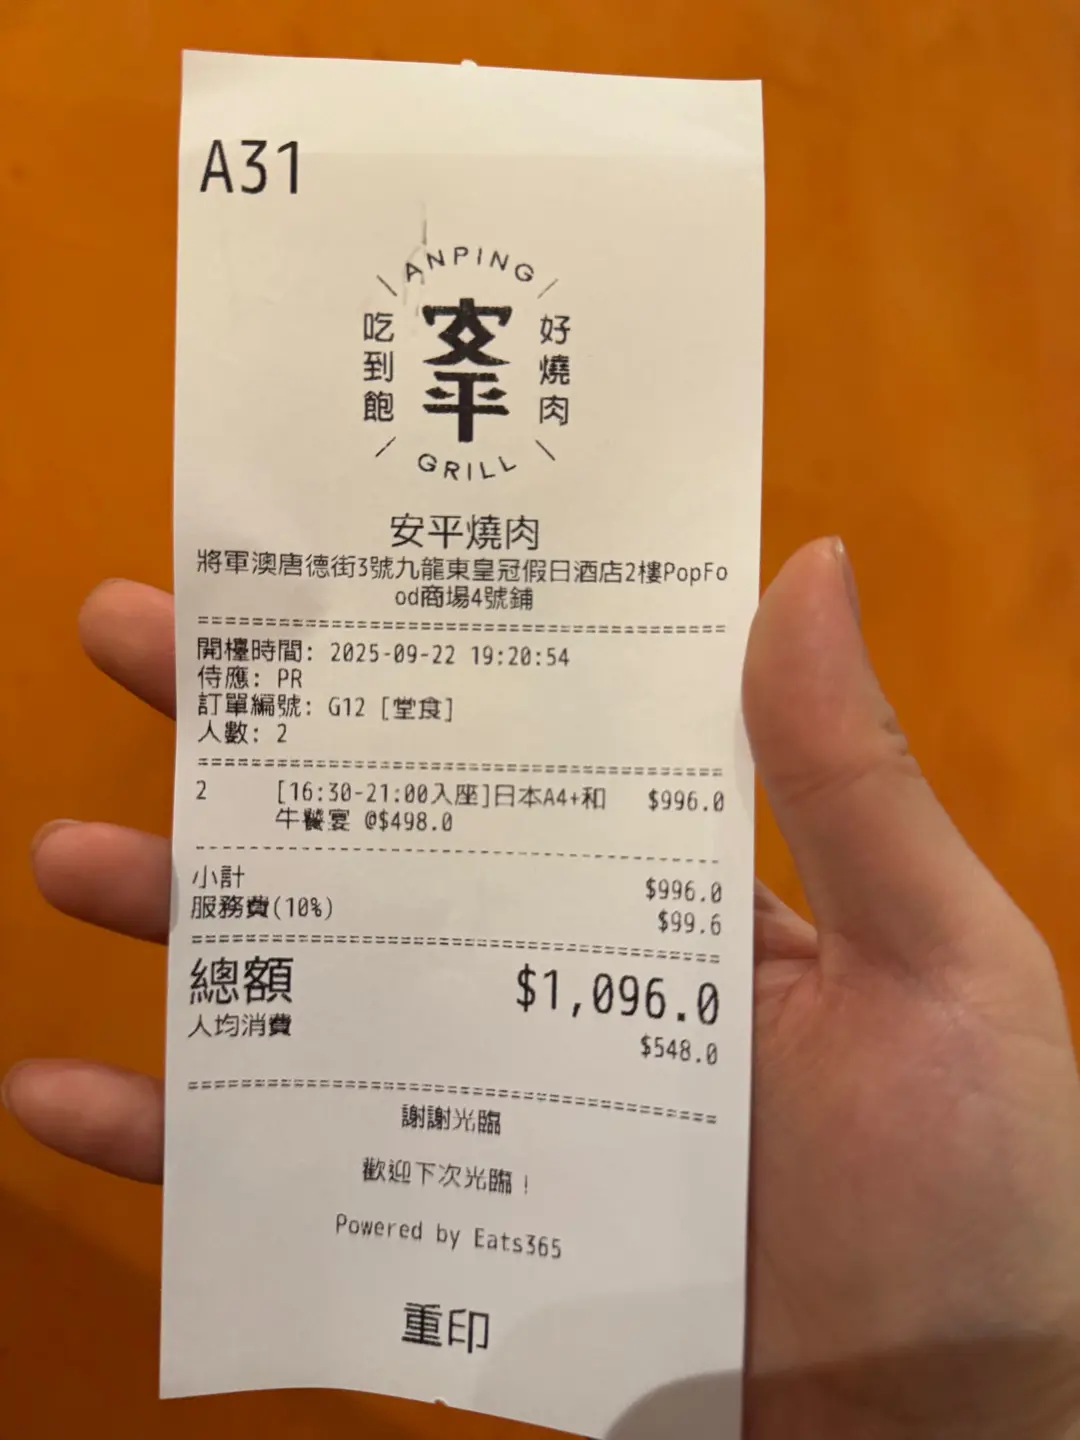 A31
ANPING
吃到飽
安平
好燒肉
GRILL
安平燒肉
將軍澳唐德街3號九龍東皇冠假日酒店2樓PopFo
od商場4號鋪
開檯時間: 2025-09-22 19:20:54
侍應: PR
訂單編號: G12 [堂食]
人數: 2
2 [16:30-21:00入座]日本A4+和 $996.0
牛饗宴 @$498.0
小計 $996.0
服務費(10%) $99.6
總額 $1,096.0
人均消費 $548.0
謝謝光臨
歡迎下次光臨！
Powered by Eats365
重印